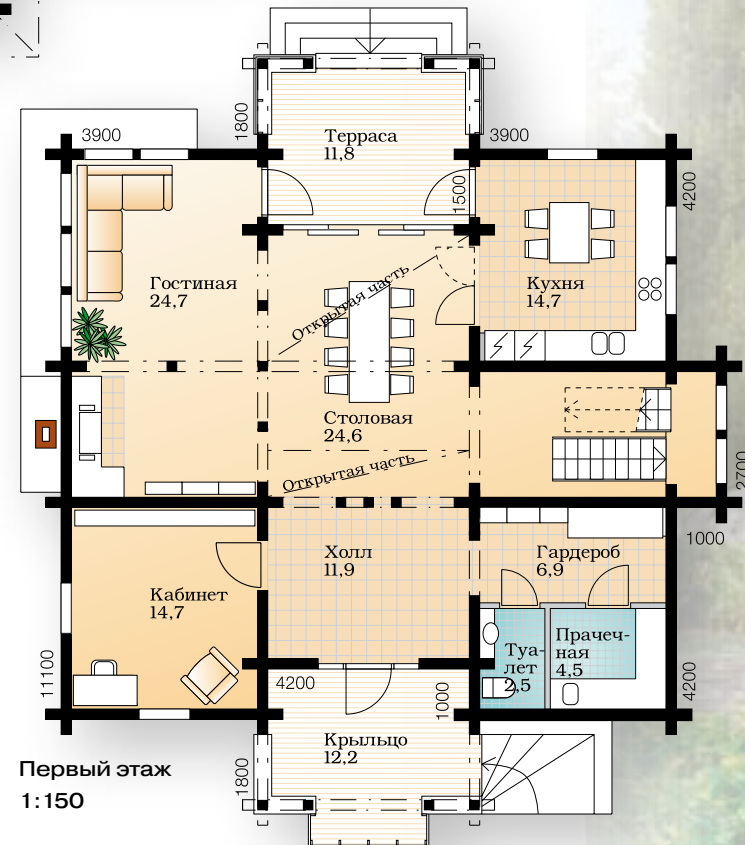 3900
1800
Терраса
11,8
3900
1500
4200
Гостиная
24,7
Открытая часть
Кухня
14,7
Столовая
24,6
Открытая часть
2700
1000
Холл
11,9
Гардероб
6,9
Кабинет
14,7
Туа-
лет
2,5
Прачеч-
ная
4,5
11100
4200
1000
4200
Крыльцо
12,2
1800
Первый этаж
1:150